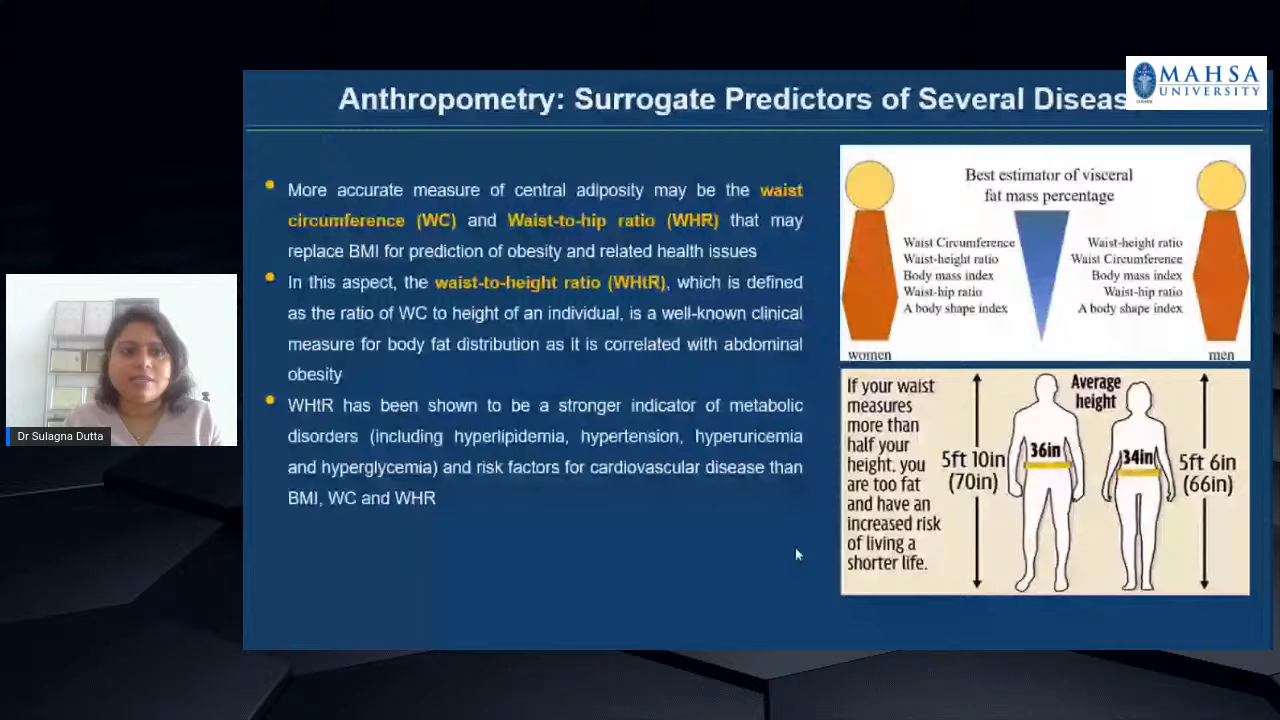 Anthropometry: Surrogate Predictors of Several Diseas
MAHSA
UNIVERSITY
More accurate measure of central adiposity may be the waist
circumference (WC) and Waist-to-hip ratio (WHR) that may
replace BMI for prediction of obesity and related health issues
In this aspect, the waist-to-height ratio (WHtR), which is defined
as the ratio of WC to height of an individual, is a well-known clinical
measure for body fat distribution as it is correlated with abdominal
obesity
WHtR has been shown to be a stronger indicator of metabolic
disorders (including hyperlipidemia, hypertension, hyperuricemia
and hyperglycemia) and risk factors for cardiovascular disease than
BMI, WC and WHR
Best estimator of visceral
fat mass percentage
Waist Circumference
Waist-height ratio
Body mass index
Waist-hip ratio
A body shape index
Waist-height ratio
Waist Circumference
Body mass index
Waist-hip ratio
A body shape index
women
men
If your waist
measures
more than
half your
height, you
are too fat
and have an
increased risk
of living a
shorter life.
5ft 10in
(70in)
36in
Average
height
34in
5ft 6in
(66in)
Dr Sulagna Dutta